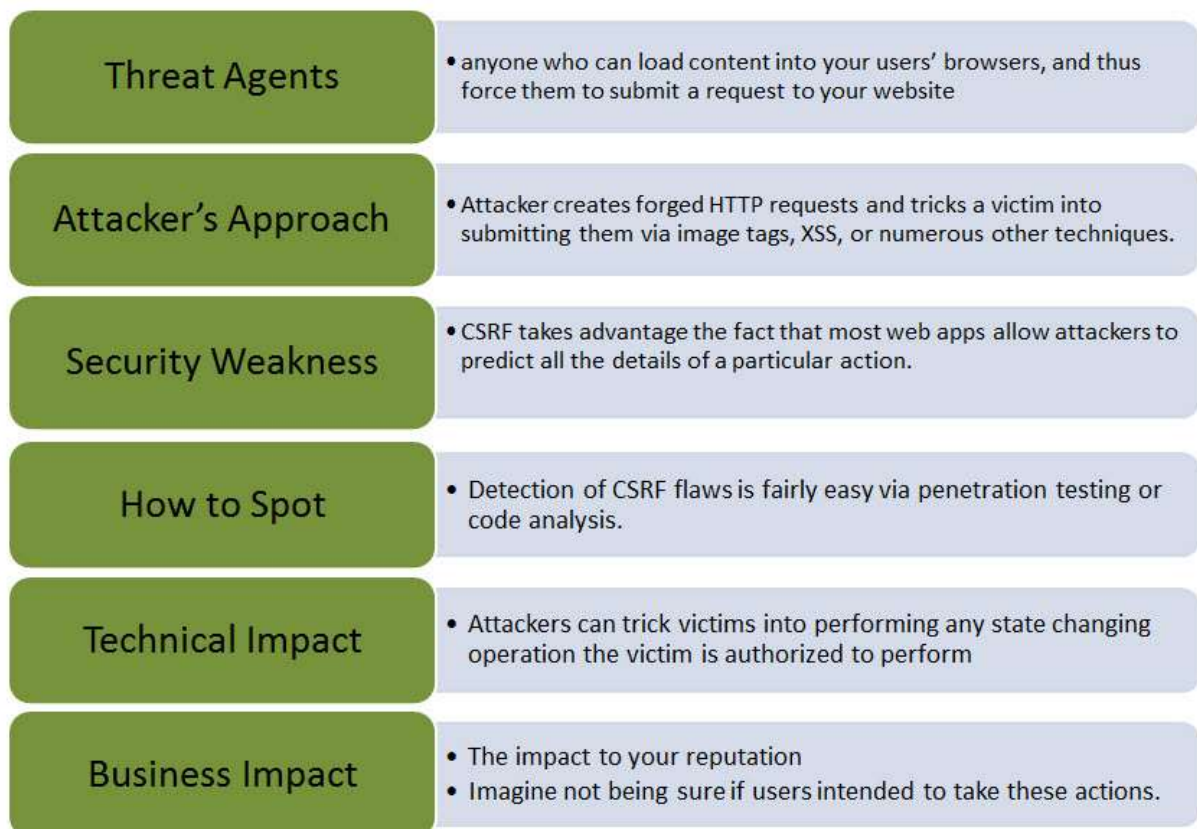 Threat Agents
• anyone who can load content into your users’ browsers, and thus
force them to submit a request to your website
Attacker’s Approach
• Attacker creates forged HTTP requests and tricks a victim into
submitting them via image tags, XSS, or numerous other techniques.
Security Weakness
• CSRF takes advantage the fact that most web apps allow attackers to
predict all the details of a particular action.
How to Spot
• Detection of CSRF flaws is fairly easy via penetration testing or
code analysis.
Technical Impact
• Attackers can trick victims into performing any state changing
operation the victim is authorized to perform
Business Impact
• The impact to your reputation
• Imagine not being sure if users intended to take these actions.